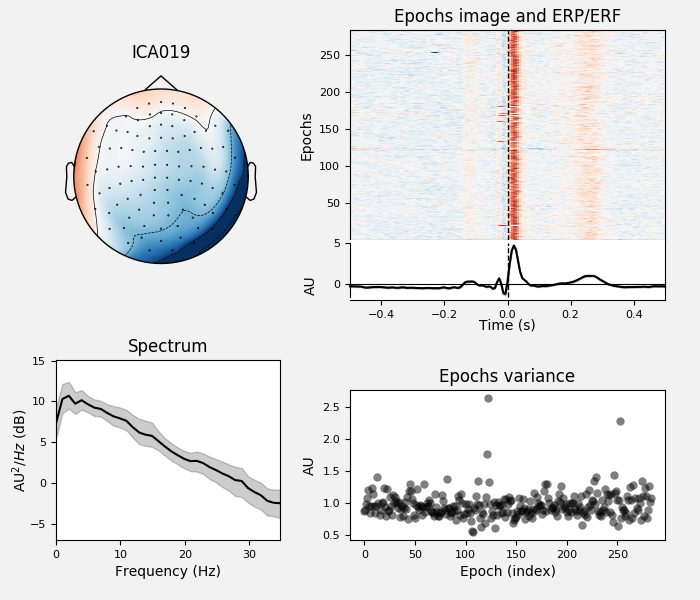 ICA019
Epochs image and ERP/ERF
Epochs
250
200
150
100
50
AU
5
0
−0.4 −0.2 0.0 0.2 0.4
Time (s)
Spectrum
AU²/Hz (dB)
15
10
5
0
−5
0 10 20 30
Frequency (Hz)
Epochs variance
AU
2.5
2.0
1.5
1.0
0.5
0 50 100 150 200 250
Epoch (index)